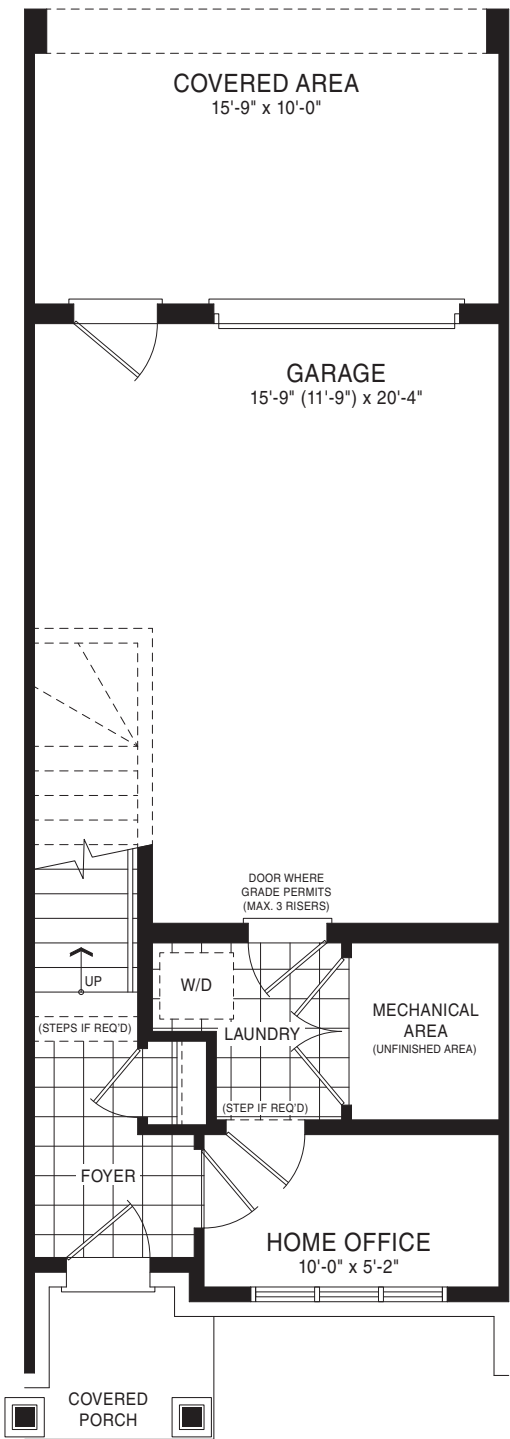 COVERED AREA
15'-9" x 10'-0"
GARAGE
15'-9" (11'-9") x 20'-4"
DOOR WHERE
GRADE PERMITS
(MAX. 3 RISERS)
UP
W/D
MECHANICAL
AREA
(UNFINISHED AREA)
(STEPS IF REQ'D)
LAUNDRY
(STEP IF REQ'D)
FOYER
HOME OFFICE
10'-0" x 5'-2"
COVERED
PORCH